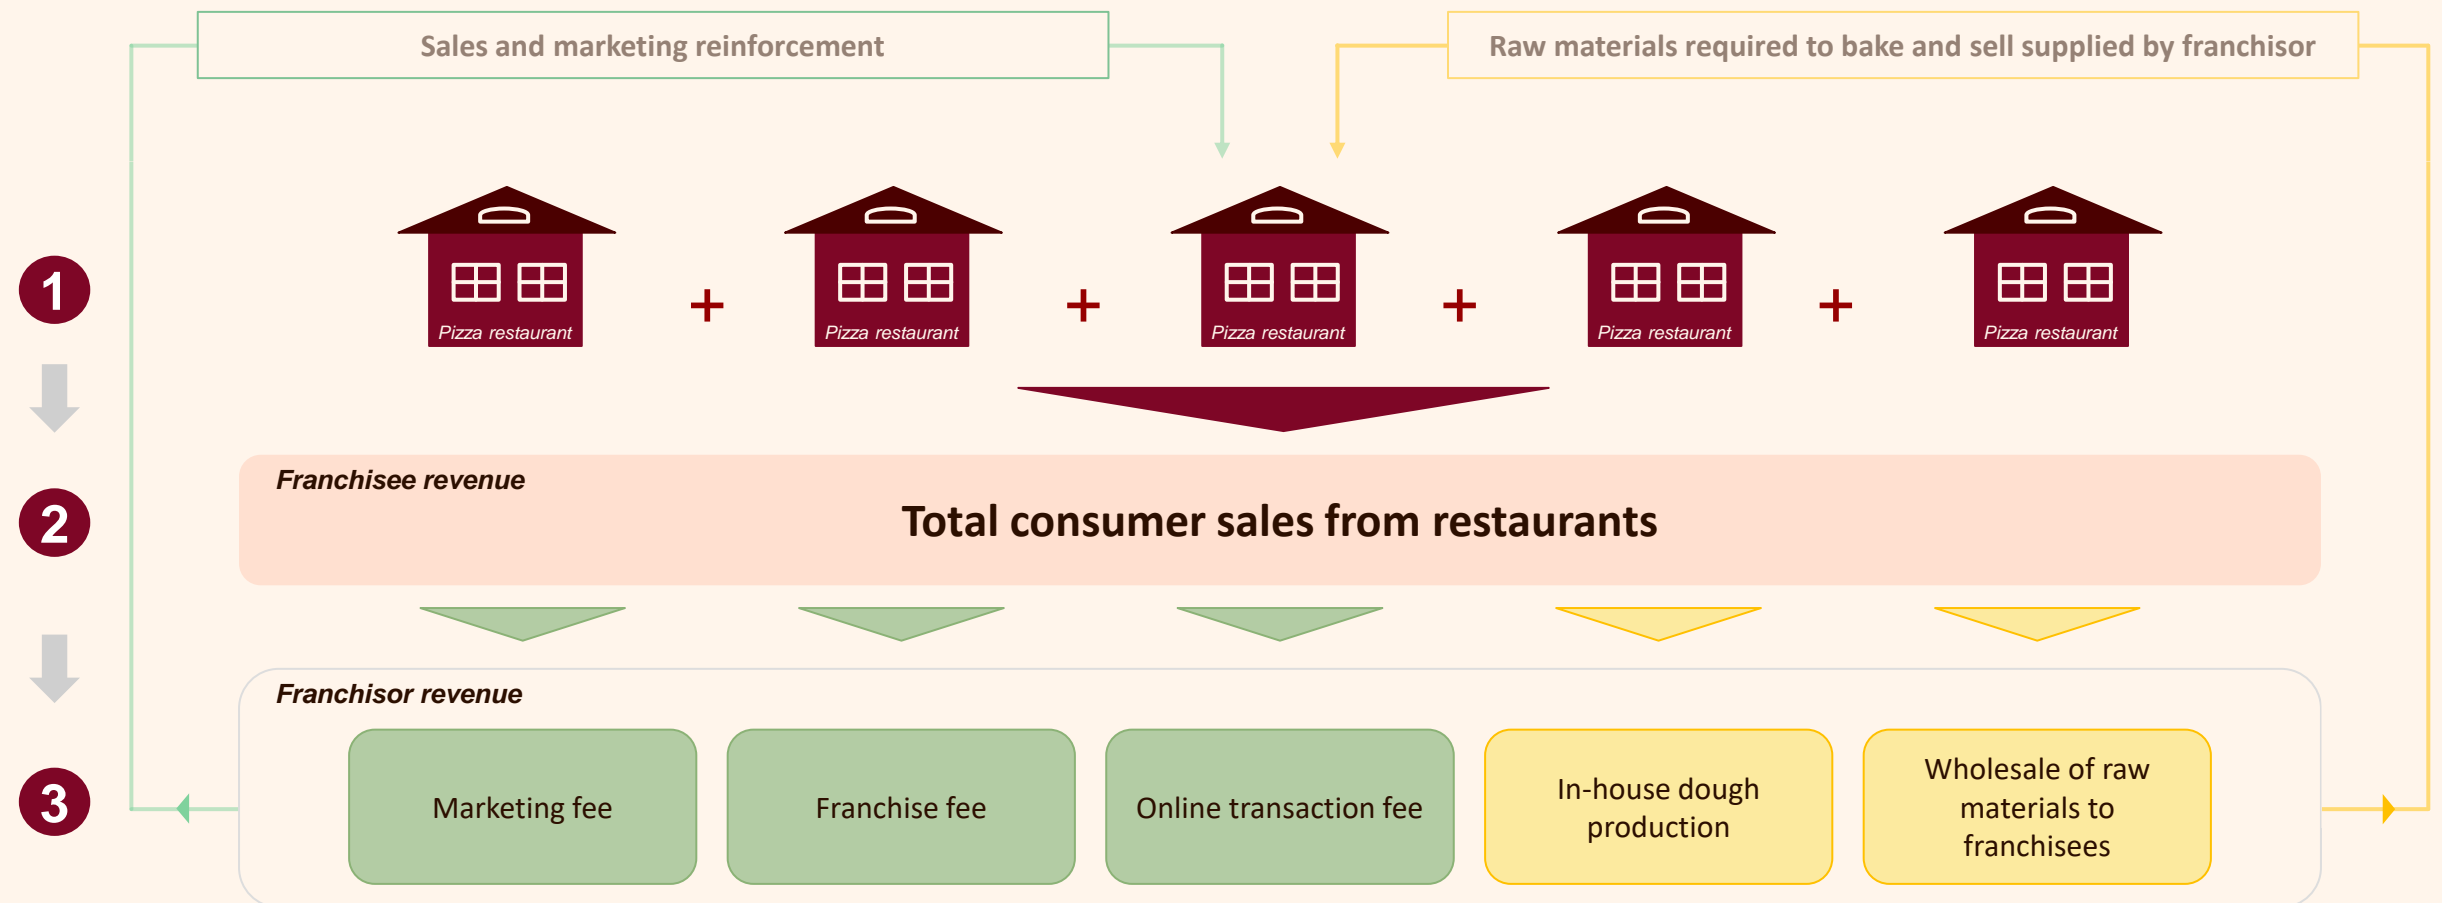 Sales and marketing reinforcement
Raw materials required to bake and sell supplied by franchisor
1
Pizza restaurant
+
Pizza restaurant
+
Pizza restaurant
+
Pizza restaurant
+
Pizza restaurant
2
Franchisee revenue
Total consumer sales from restaurants
Franchisor revenue
3
Marketing fee
Franchise fee
Online transaction fee
In-house dough
production
Wholesale of raw
materials to
franchisees